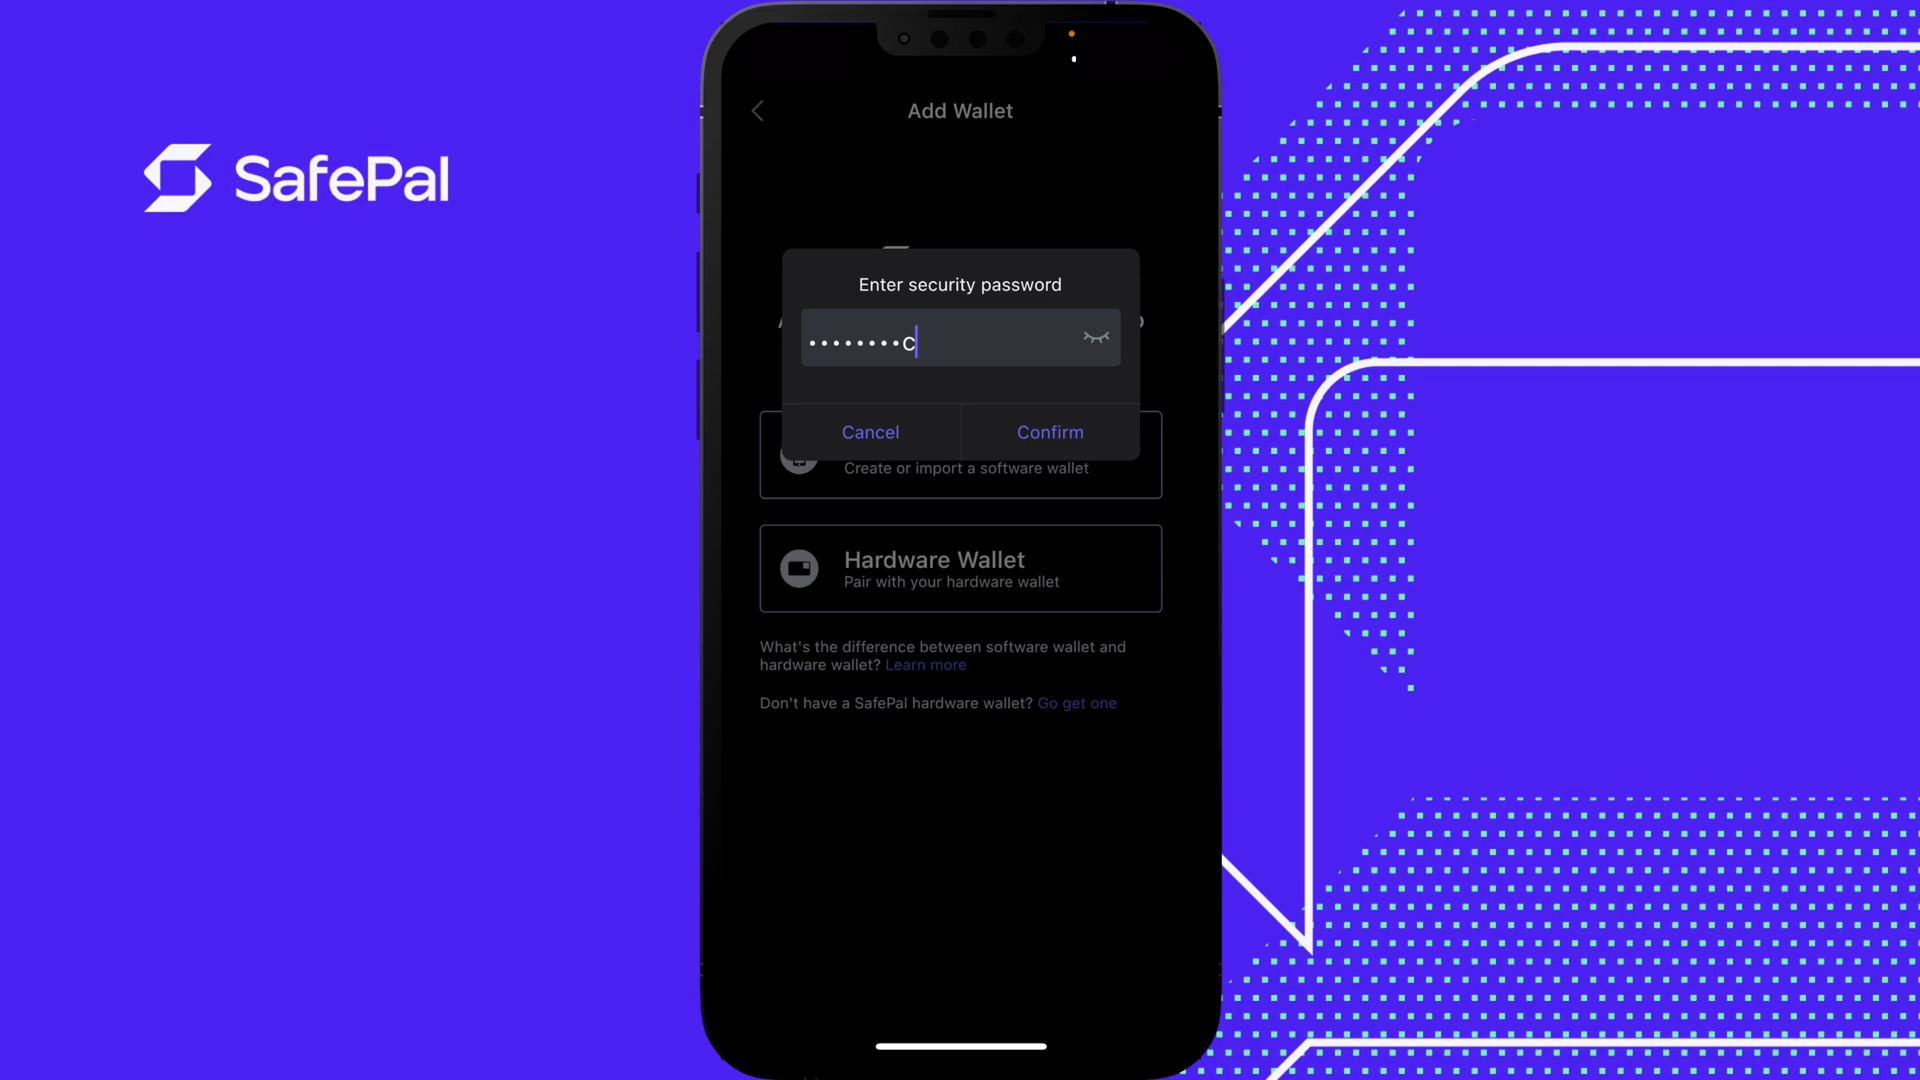 SafePal
Add Wallet
Enter security password
••••••••c
Cancel
Confirm
Create or import a software wallet
Hardware Wallet
Pair with your hardware wallet
What's the difference between software wallet and
hardware wallet? Learn more
Don't have a SafePal hardware wallet? Go get one